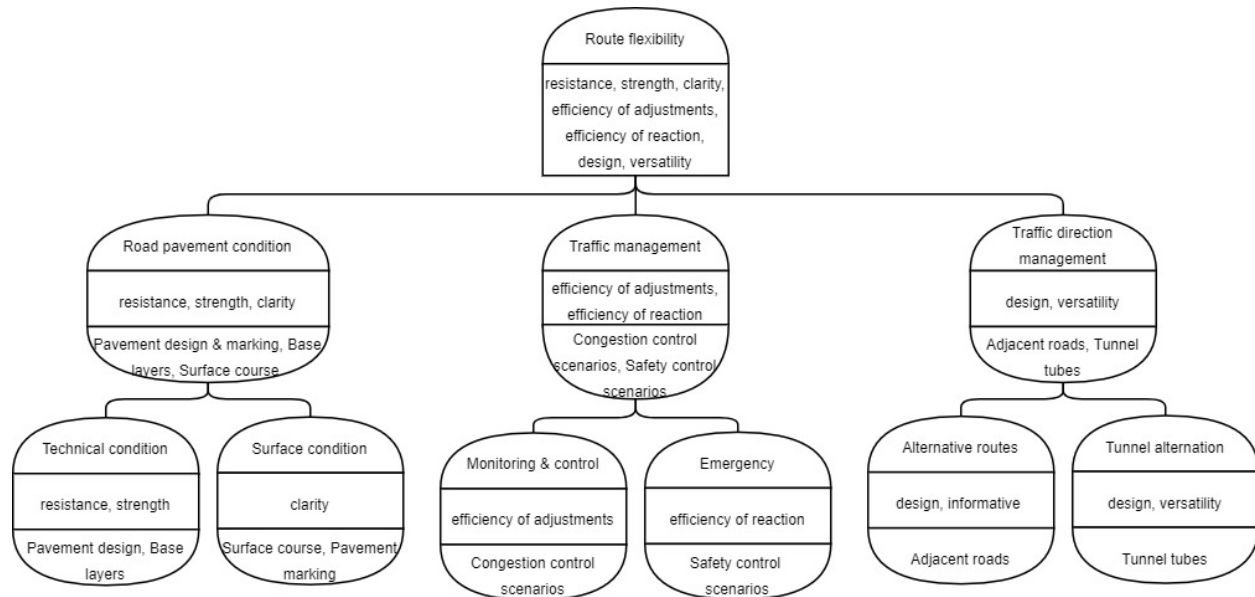 Route flexibility
resistance, strength, clarity,
efficiency of adjustments,
efficiency of reaction,
design, versatility
Road pavement condition
resistance, strength, clarity
Pavement design & marking, Base
layers, Surface course
Traffic management
efficiency of adjustments,
efficiency of reaction
Congestion control
scenarios, Safety control
scenarios
Traffic direction
management
design, versatility
Adjacent roads, Tunnel
tubes
Technical condition
resistance, strength
Pavement design, Base
layers
Surface condition
clarity
Surface course, Pavement
marking
Monitoring & control
efficiency of adjustments
Congestion control
scenarios
Emergency
efficiency of reaction
Safety control
scenarios
Alternative routes
design, informative
Adjacent roads
Tunnel alternation
design, versatility
Tunnel tubes